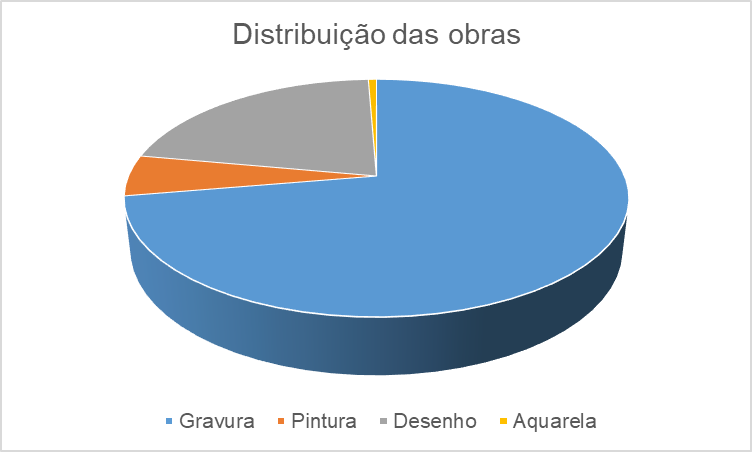 Distribuição das obras
Gravura Pintura Desenho Aquarela